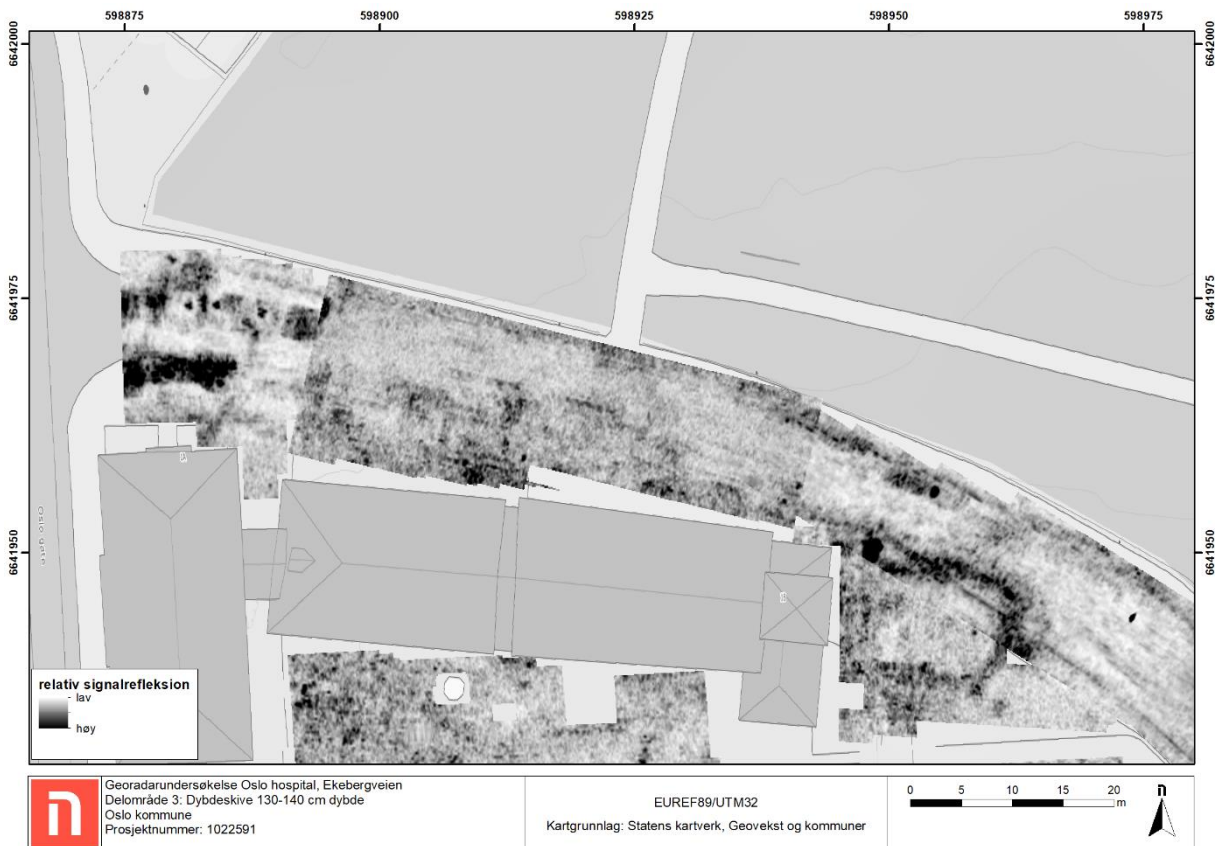 598875
598900
598925
598950
598975
6642000
6642000
6641975
6641975
6641950
6641950
Oslo gate
relativ signalrefleksion
lav
høy
Georadarundersøkelse Oslo hospital, Ekebergveien
Delområde 3: Dybdeskive 130-140 cm dybde
Oslo kommune
Prosjektnummer: 1022591
EUREF89/UTM32
Kartgrunnlag: Statens kartverk, Geovekst og kommuner
0 5 10 15 20
m
n